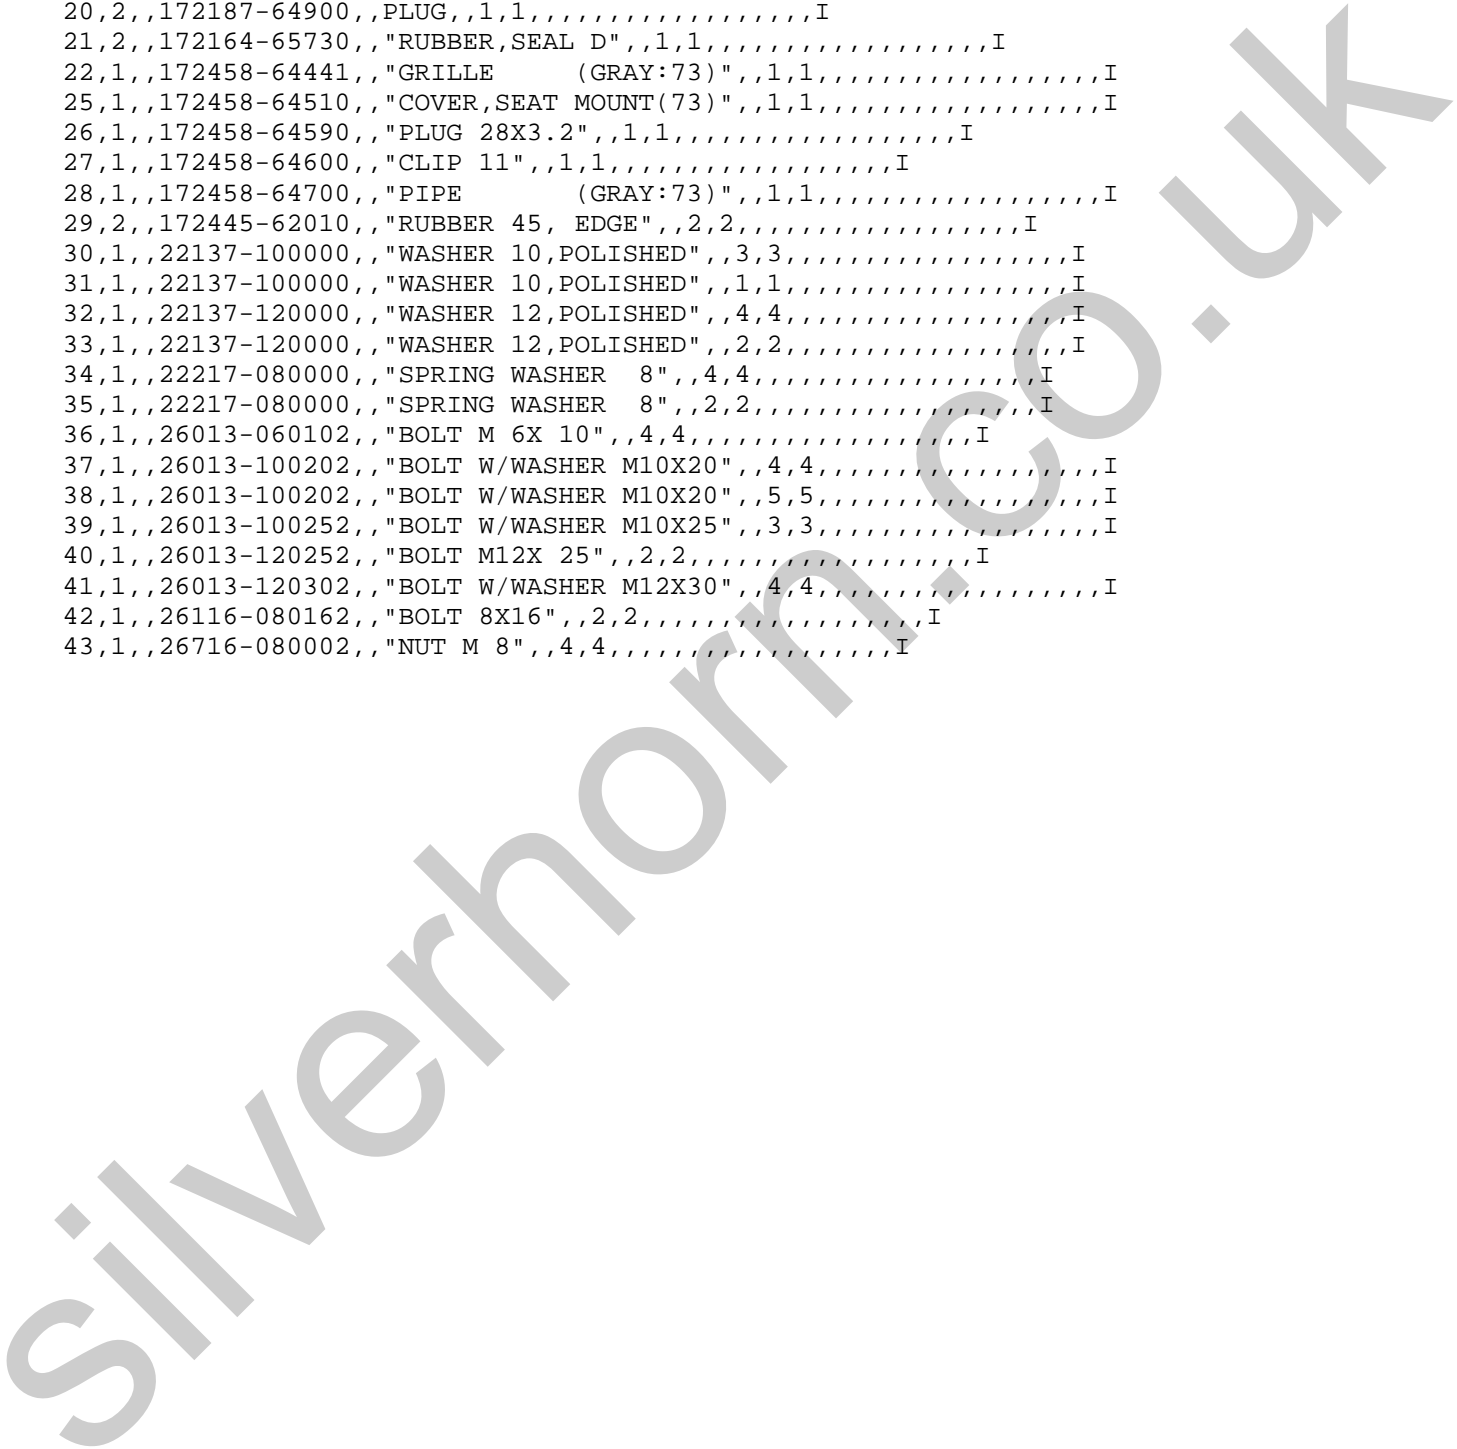 20,2,,172187-64900,,PLUG,,1,1,,,,,,,,,,,,,,,,,,I
21,2,,172164-65730,,"RUBBER,SEAL D",,1,1,,,,,,,,,,,,,,,,,,I
22,1,,172458-64441,,"GRILLE     (GRAY:73)",,1,1,,,,,,,,,,,,,,,,,,I
25,1,,172458-64510,,"COVER,SEAT MOUNT(73)",,1,1,,,,,,,,,,,,,,,,,,I
26,1,,172458-64590,,"PLUG 28X3.2",,1,1,,,,,,,,,,,,,,,,,,I
27,1,,172458-64600,,"CLIP 11",,1,1,,,,,,,,,,,,,,,,,,I
28,1,,172458-64700,,"PIPE       (GRAY:73)",,1,1,,,,,,,,,,,,,,,,,,I
29,2,,172445-62010,,"RUBBER 45, EDGE",,2,2,,,,,,,,,,,,,,,,,,I
30,1,,22137-100000,,"WASHER 10,POLISHED",,3,3,,,,,,,,,,,,,,,,,,I
31,1,,22137-100000,,"WASHER 10,POLISHED",,1,1,,,,,,,,,,,,,,,,,,I
32,1,,22137-120000,,"WASHER 12,POLISHED",,4,4,,,,,,,,,,,,,,,,,,I
33,1,,22137-120000,,"WASHER 12,POLISHED",,2,2,,,,,,,,,,,,,,,,,,I
34,1,,22217-080000,,"SPRING WASHER  8",,4,4,,,,,,,,,,,,,,,,,,I
35,1,,22217-080000,,"SPRING WASHER  8",,2,2,,,,,,,,,,,,,,,,,,I
36,1,,26013-060102,,"BOLT M 6X 10",,4,4,,,,,,,,,,,,,,,,,,I
37,1,,26013-100202,,"BOLT W/WASHER M10X20",,4,4,,,,,,,,,,,,,,,,,,I
38,1,,26013-100202,,"BOLT W/WASHER M10X20",,5,5,,,,,,,,,,,,,,,,,,I
39,1,,26013-100252,,"BOLT W/WASHER M10X25",,3,3,,,,,,,,,,,,,,,,,,I
40,1,,26013-120252,,"BOLT M12X 25",,2,2,,,,,,,,,,,,,,,,,,I
41,1,,26013-120302,,"BOLT W/WASHER M12X30",,4,4,,,,,,,,,,,,,,,,,,I
42,1,,26116-080162,,"BOLT 8X16",,2,2,,,,,,,,,,,,,,,,,,I
43,1,,26716-080002,,"NUT M 8",,4,4,,,,,,,,,,,,,,,,,,I
silverhorn.co.uk